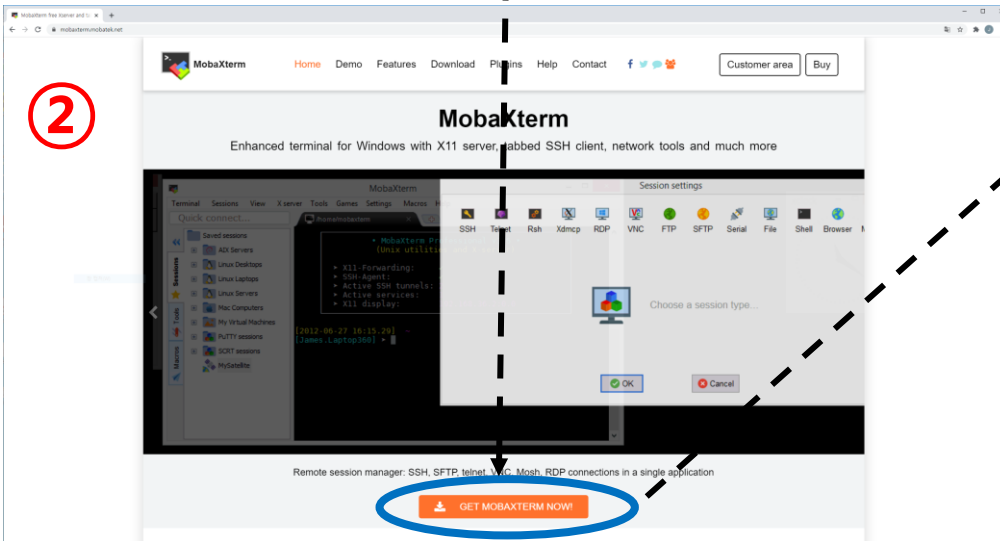 MobaXterm free Xserver and ta
mobaxterm.mobatek.net
MobaXterm
Home Demo Features Download Plugins Help Contact
Customer area
Buy
②
MobaXterm
Enhanced terminal for Windows with X11 server, tabbed SSH client, network tools and much more
MobaXterm
Terminal Sessions View X server Tools Games Settings Macros
Quick connect...
/home/mobaxterm
Saved sessions
ADI Servers
Linux Desktops
Linux Laptops
Linux Servers
Mac Computers
My Virtual Machines
PuTTY sessions
SCRT sessions
MySatellite
Sessions
Tools
Macros
• MobaXterm
(Unix utilities
▸ X11-Forwarding:
▸ SSH-Agent:
▸ Active SSH tunnels:
▸ Active services:
▸ X11 display:
[2012-06-27 16:15.29] ~
[James.Laptop360] ▸
Session settings
SSH Telnet Rsh Xdmcp RDP VNC FTP SFTP Serial File Shell Browser
Choose a session type...
OK
Cancel
Remote session manager: SSH, SFTP, telnet, VNC, Mosh, RDP connections in a single application
GET MOBAXTERM NOW!